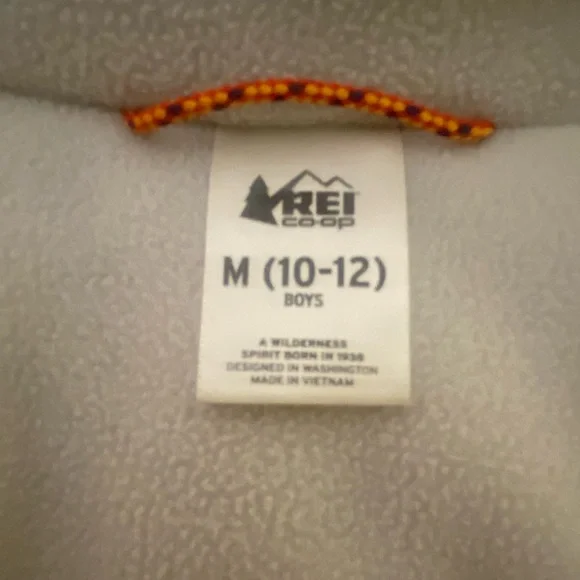 REI
CO·OP
M (10-12)
BOYS
A WILDERNESS
SPIRIT BORN IN 1938
DESIGNED IN WASHINGTON
MADE IN VIETNAM